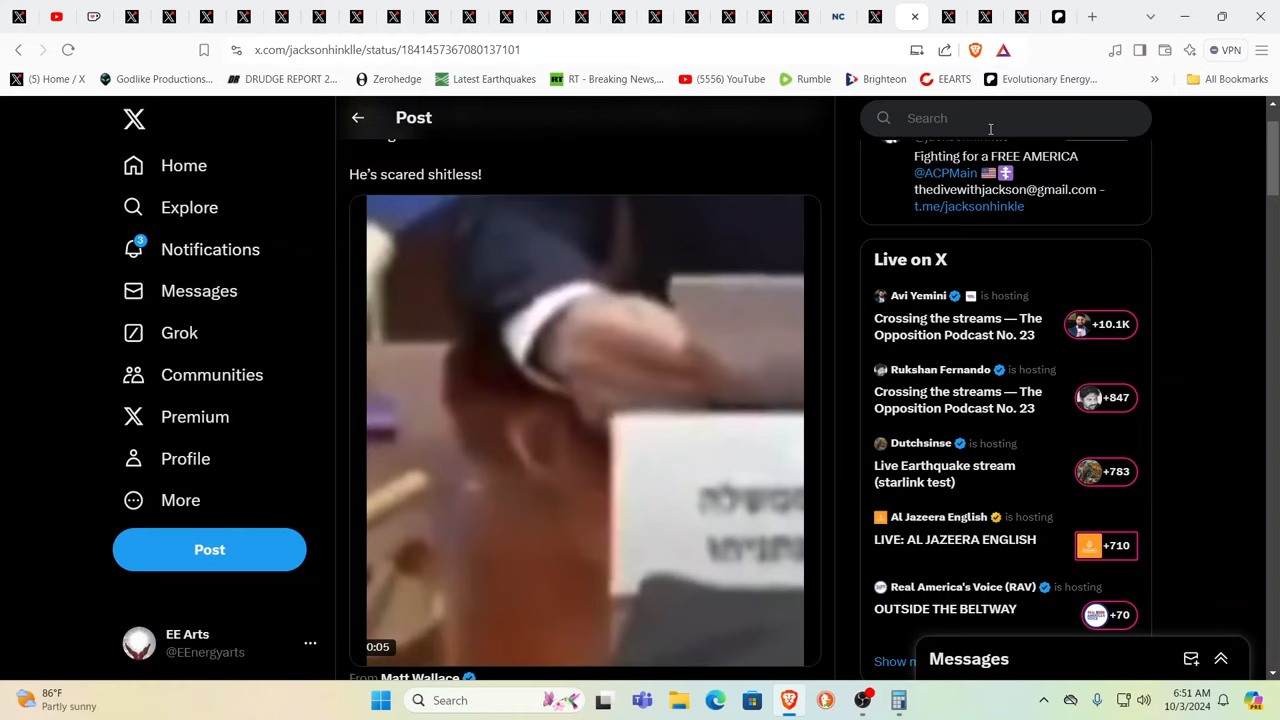 NC
x.com/jacksonhinklle/status/1841457367080137101
VPN
(5) Home / X
Godlike Productions...
DRUDGE REPORT 2...
Zerohedge
Latest Earthquakes
RT - Breaking News,...
(5555) YouTube
Rumble
Brighteon
EEARTS
Evolutionary Energy...
All Bookmarks
Home
Explore
3
Notifications
Messages
Grok
Communities
Premium
Profile
More
Post
EE Arts
@EEnergyarts
Post
He's scared shitless!
0:05
From Matt Wallace
Search
Fighting for a FREE AMERICA
@ACPMain
thedivewithjackson@gmail.com -
t.me/jacksonhinkle
Live on X
Avi Yemini is hosting
Crossing the streams — The
Opposition Podcast No. 23
+10.1K
Rukshan Fernando is hosting
Crossing the streams — The
Opposition Podcast No. 23
+847
Dutchsinse is hosting
Live Earthquake stream
(starlink test)
+783
Al Jazeera English is hosting
LIVE: AL JAZEERA ENGLISH
+710
Real America's Voice (RAV) is hosting
OUTSIDE THE BELTWAY
+70
Messages
86°F
Partly sunny
Search
6:51 AM
10/3/2024
PRE